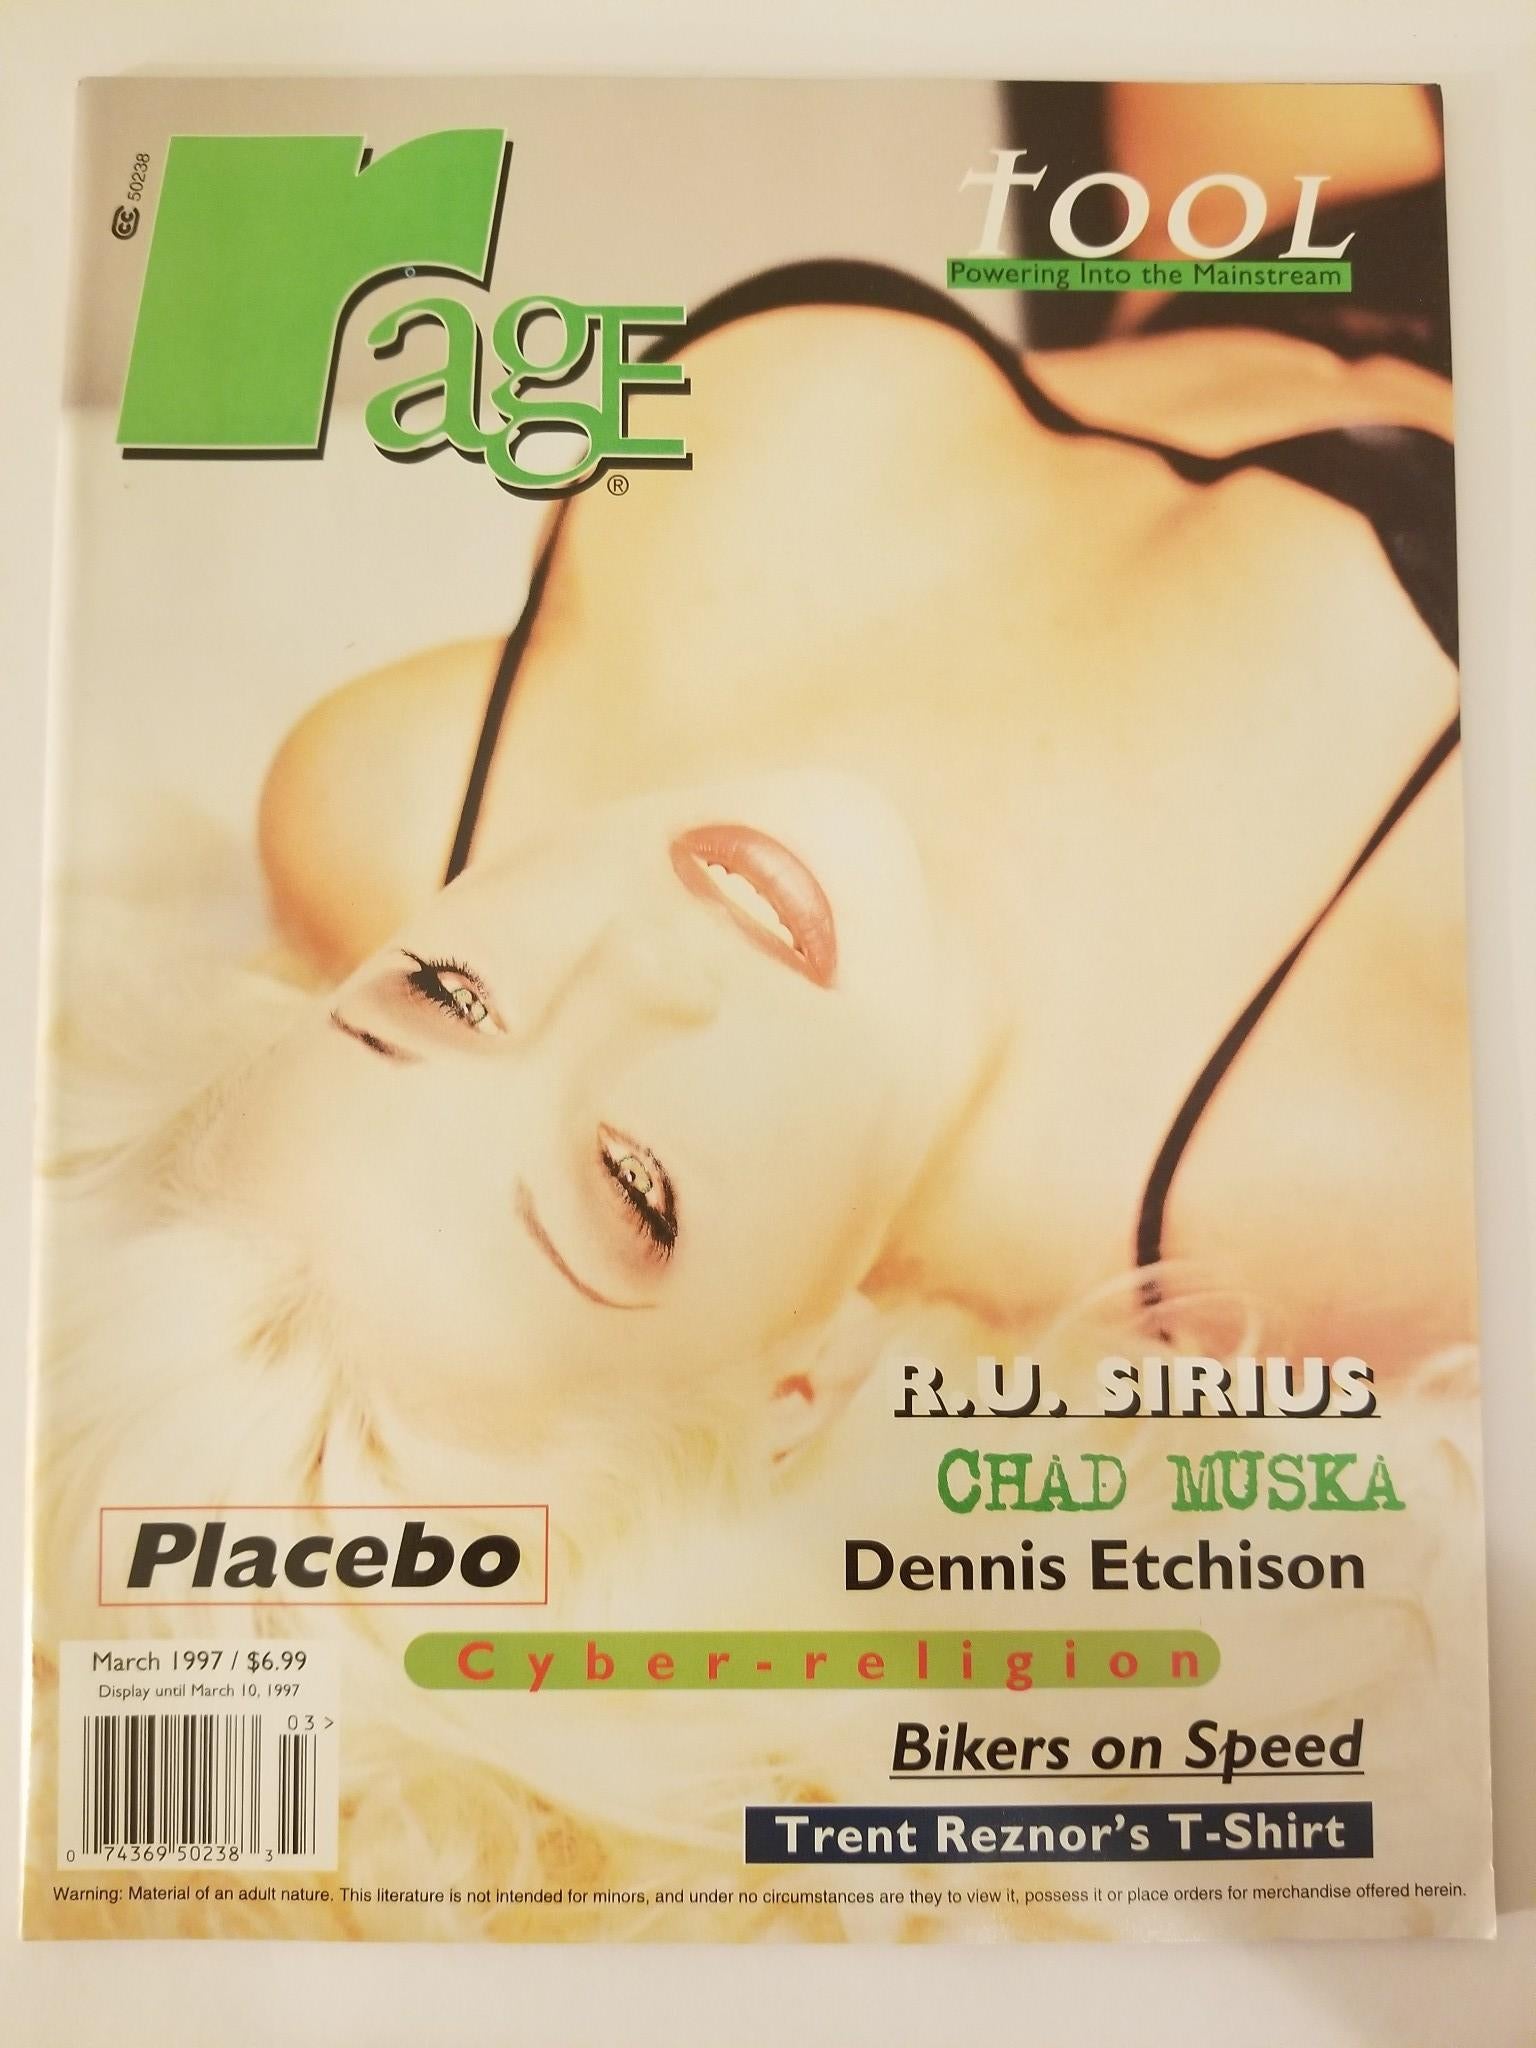 CC 50238
ragE®
tOOL
Powering Into the Mainstream
R.U. SIRIUS
CHAD MUSKA
Placebo
Dennis Etchison
Cyber-religion
March 1997 / $6.99
Display until March 10, 1997
03>
Bikers on Speed
Trent Reznor's T-Shirt
0 74369 50238 3
Warning: Material of an adult nature. This literature is not intended for minors, and under no circumstances are they to view it, possess it or place orders for merchandise offered herein.